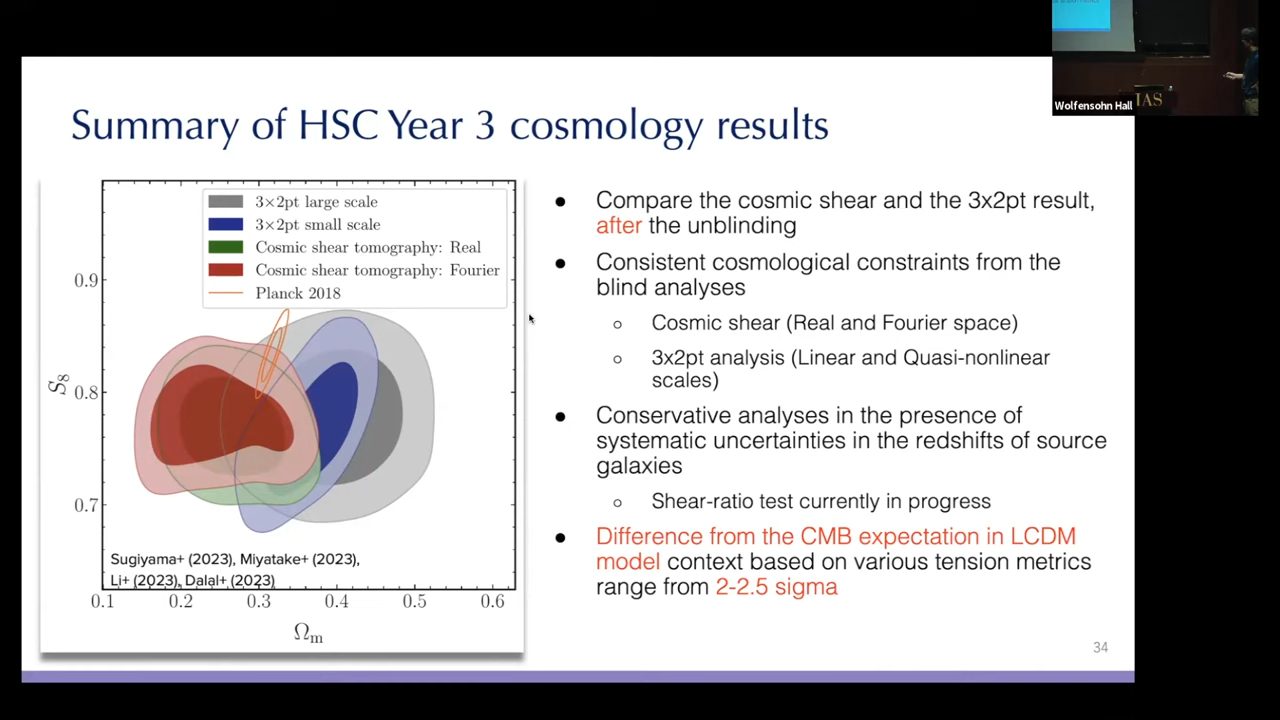 Summary of HSC Year 3 cosmology results
3×2pt large scale
3×2pt small scale
Cosmic shear tomography: Real
Cosmic shear tomography: Fourier
Planck 2018
0.9
0.8
0.7
S8
Sugiyama+ (2023), Miyatake+ (2023),
Li+ (2023), Dalal+ (2023)
0.1 0.2 0.3 0.4 0.5 0.6
Ωm
● Compare the cosmic shear and the 3x2pt result,
after the unblinding
● Consistent cosmological constraints from the
blind analyses
○ Cosmic shear (Real and Fourier space)
○ 3x2pt analysis (Linear and Quasi-nonlinear
scales)
● Conservative analyses in the presence of
systematic uncertainties in the redshifts of source
galaxies
○ Shear-ratio test currently in progress
● Difference from the CMB expectation in LCDM
model context based on various tension metrics
range from 2-2.5 sigma
34
Wolfensohn Hall
IAS